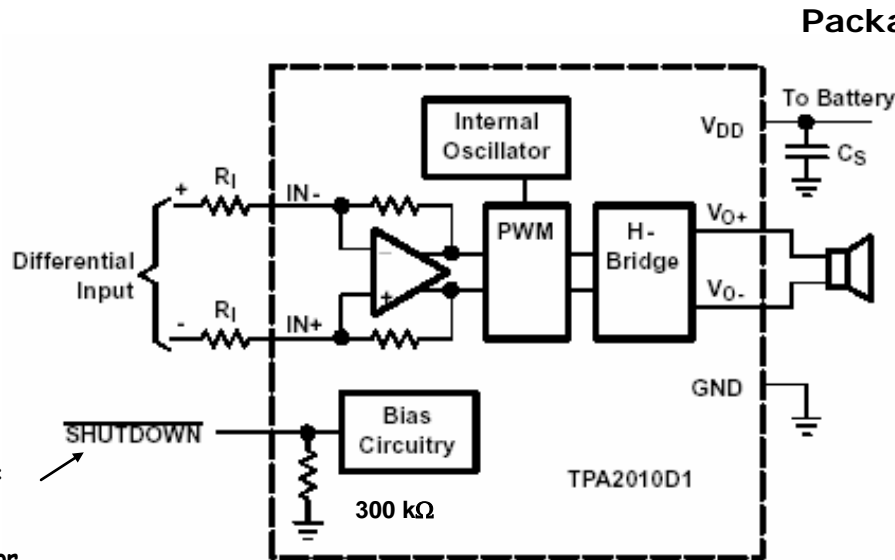 Packa
To Battery
Internal
Oscillator
VDD
CS
RI
+
IN-
PWM
H-
Bridge
VO+
−
Differential
Input
+
VO-
-
RI
IN+
GND
SHUTDOWN
Bias
Circuitry
TPA2010D1
300 kΩ